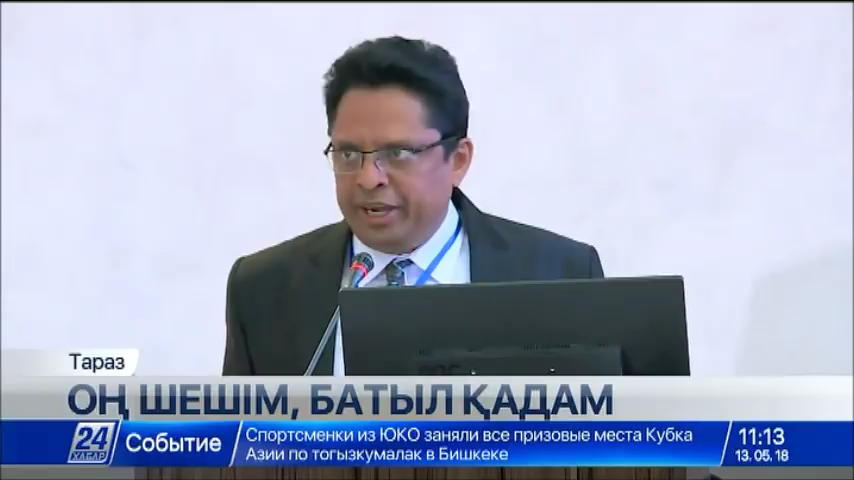 Тараз
ОҢ ШЕШІМ, БАТЫЛ ҚАДАМ
24
ХАБАР
Событие
Спортсменки из ЮКО заняли все призовые места Кубка
Азии по тогызкумалак в Бишкеке
11:13
13.05.18